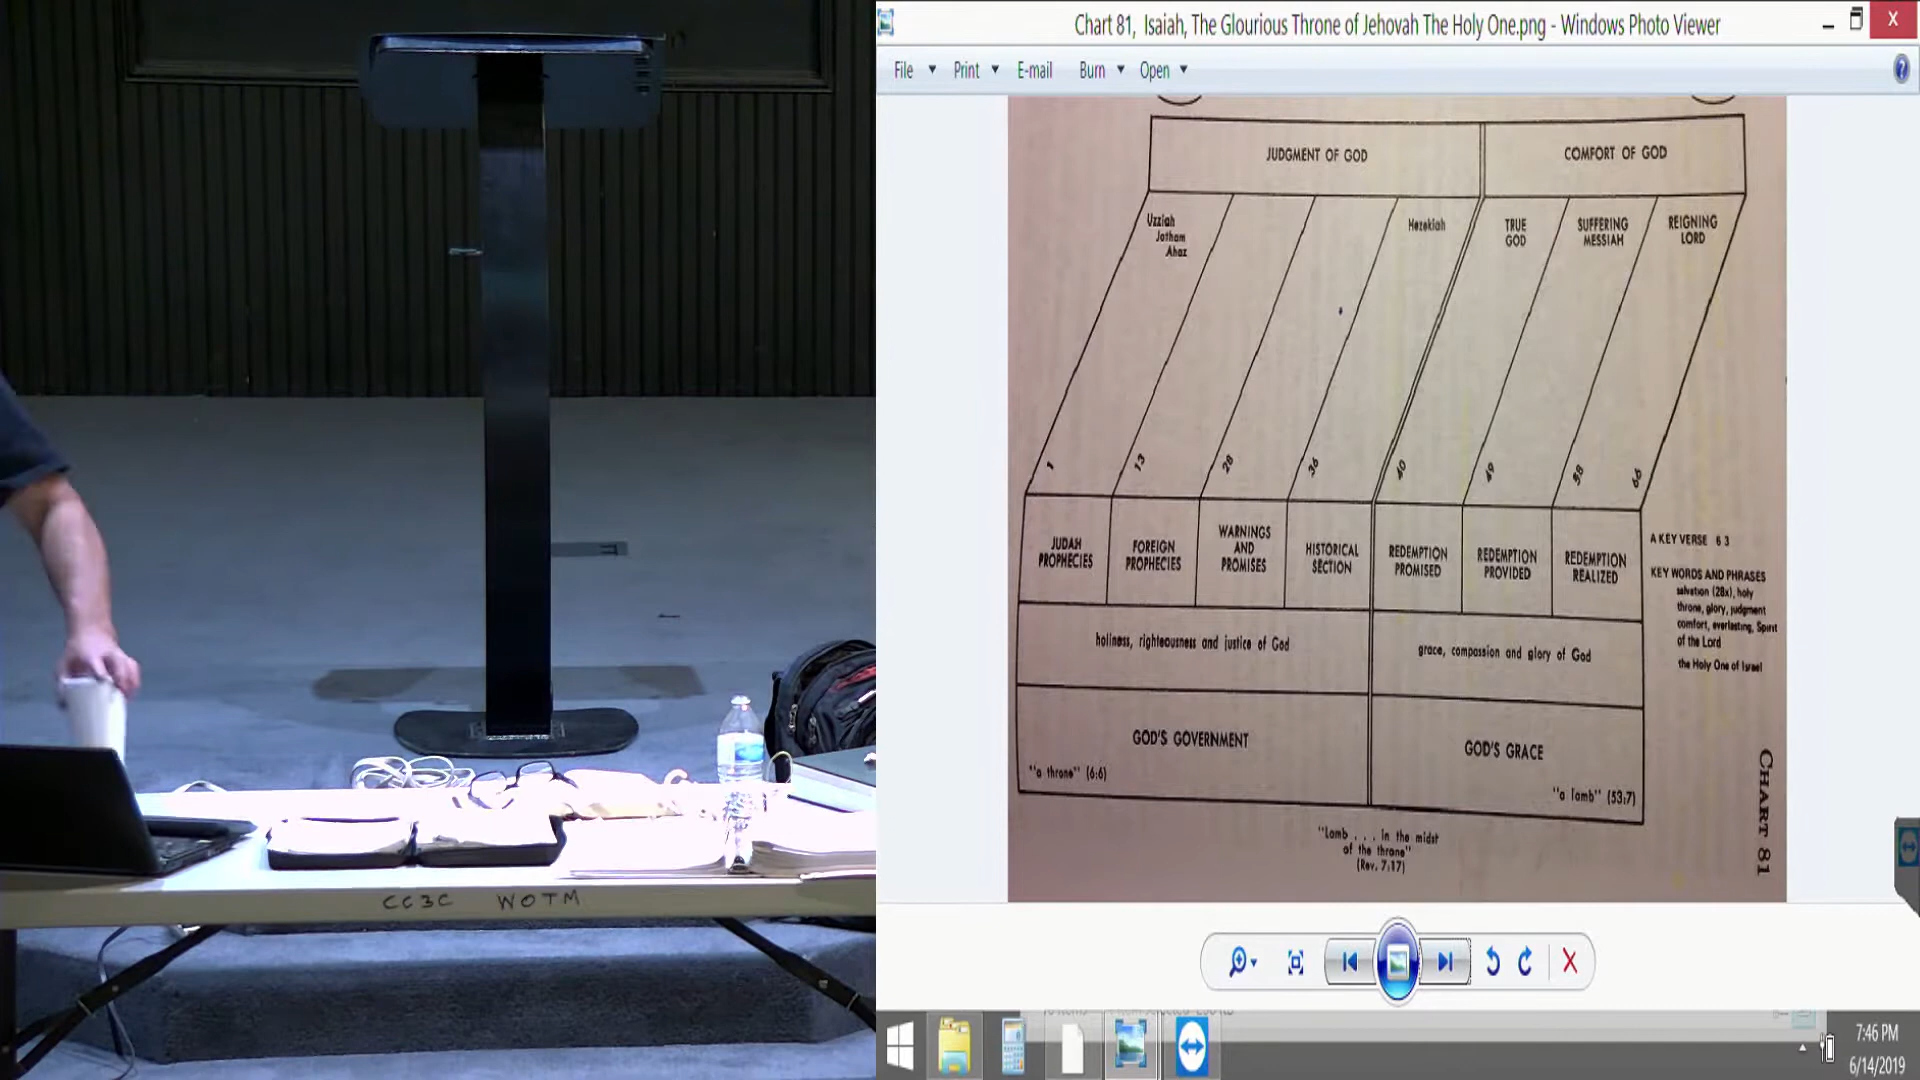 Chart 81, Isaiah, The Glourious Throne of Jehovah The Holy One.png - Windows Photo Viewer
File Print E-mail Burn Open
JUDGMENT OF GOD
COMFORT OF GOD
Uzziah
Jotham
Ahaz
Hezekiah
TRUE
GOD
SUFFERING
MESSIAH
REIGNING
LORD
1 13 28 36 40 49 58 66
JUDAH
PROPHECIES
FOREIGN
PROPHECIES
WARNINGS
AND
PROMISES
HISTORICAL
SECTION
REDEMPTION
PROMISED
REDEMPTION
PROVIDED
REDEMPTION
REALIZED
A KEY VERSE 6 3
KEY WORDS AND PHRASES
salvation (28x), holy
throne, glory, judgment
comfort, everlasting, Spirit
of the Lord
the Holy One of Israel
holiness, righteousness and justice of God
grace, compassion and glory of God
GOD'S GOVERNMENT
GOD'S GRACE
"a throne" (6:6)
"a lamb" (53:7)
"Lamb . . . in the midst
of the throne"
(Rev. 7:17)
CHART 81
CC3C WOTM
7:46 PM
6/14/2019